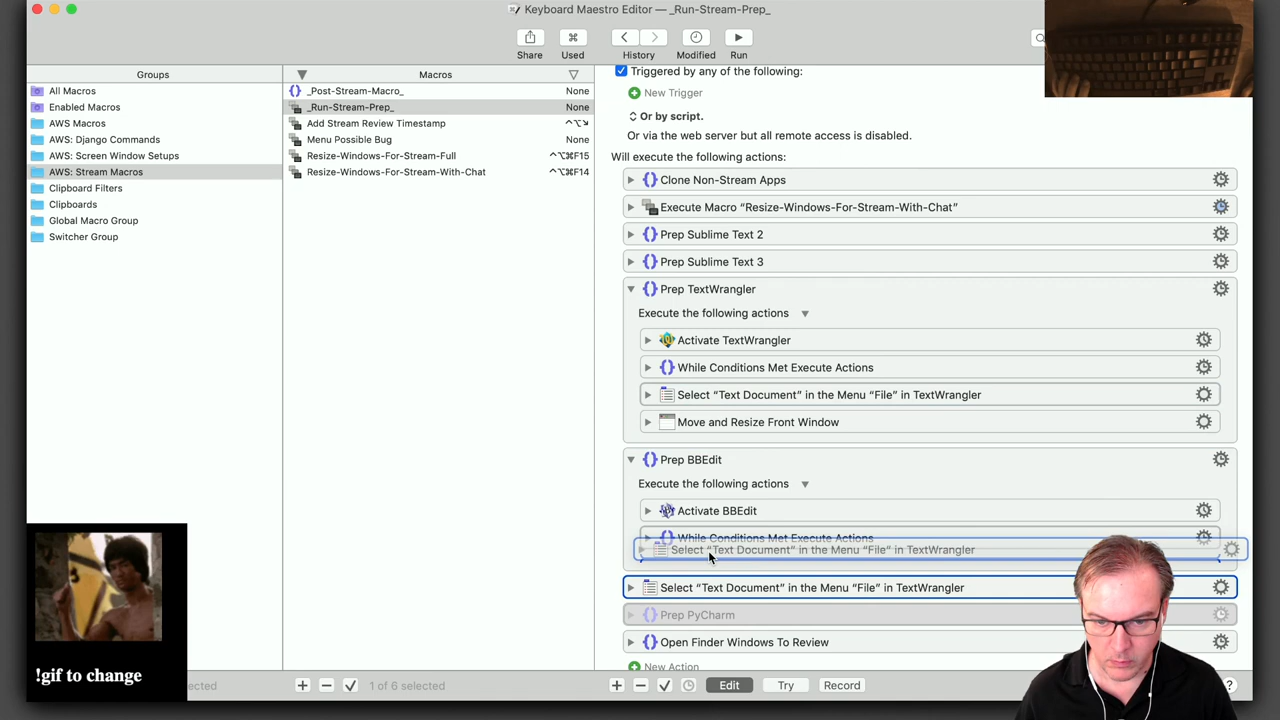 Keyboard Maestro Editor — _Run-Stream-Prep_
Share
Used
History
Modified
Run
Groups
Macros
All Macros
Enabled Macros
AWS Macros
AWS: Django Commands
AWS: Screen Window Setups
AWS: Stream Macros
Clipboard Filters
Clipboards
Global Macro Group
Switcher Group
_Post-Stream-Macro_ None
_Run-Stream-Prep_ None
Add Stream Review Timestamp ⌃⌥↘
Menu Possible Bug None
Resize-Windows-For-Stream-Full ⌃⌥⌘F15
Resize-Windows-For-Stream-With-Chat ⌃⌥⌘F14
Triggered by any of the following:
New Trigger
Or by script.
Or via the web server but all remote access is disabled.
Will execute the following actions:
Clone Non-Stream Apps
Execute Macro “Resize-Windows-For-Stream-With-Chat”
Prep Sublime Text 2
Prep Sublime Text 3
Prep TextWrangler
Execute the following actions
Activate TextWrangler
While Conditions Met Execute Actions
Select “Text Document” in the Menu “File” in TextWrangler
Move and Resize Front Window
Prep BBEdit
Execute the following actions
Activate BBEdit
While Conditions Met Execute Actions
Select “Text Document” in the Menu “File” in TextWrangler
Select “Text Document” in the Menu “File” in TextWrangler
Prep PyCharm
Open Finder Windows To Review
New Action
1 of 6 selected
Edit
Try
Record
?
!gif to change